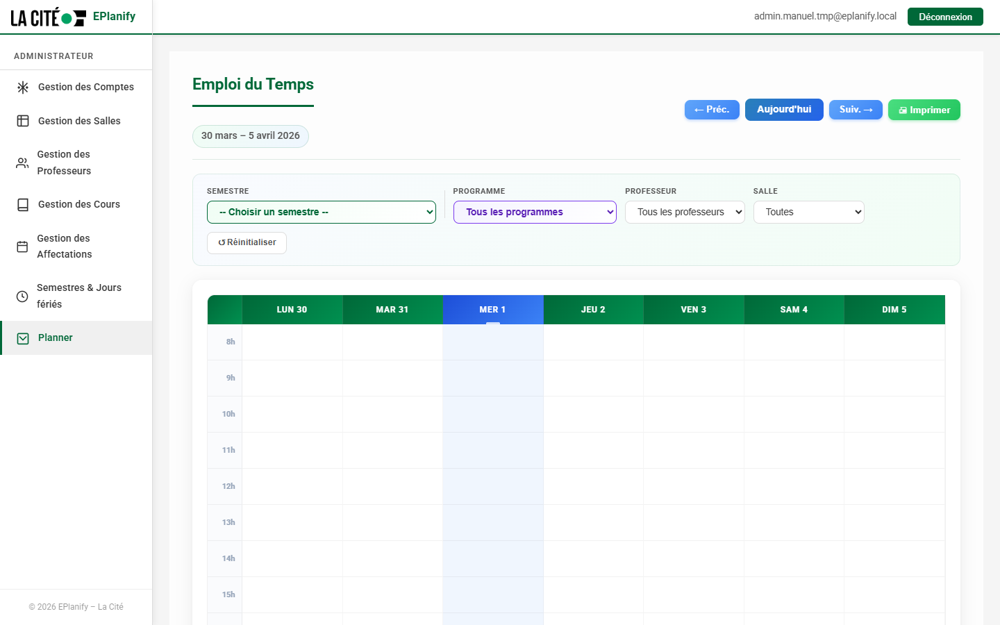 LA CITÉ EPlanify
admin.manuel.tmp@eplanify.local Déconnexion
ADMINISTRATEUR
Gestion des Comptes
Gestion des Salles
Gestion des
Professeurs
Gestion des Cours
Gestion des
Affectations
Semestres & Jours
fériés
Planner
© 2026 EPlanify – La Cité
Emploi du Temps
← Préc. Aujourd'hui Suiv. → Imprimer
30 mars – 5 avril 2026
SEMESTRE PROGRAMME PROFESSEUR SALLE
-- Choisir un semestre -- Tous les programmes Tous les professeurs Toutes
↺ Réinitialiser
LUN 30 MAR 31 MER 1 JEU 2 VEN 3 SAM 4 DIM 5
8h
9h
10h
11h
12h
13h
14h
15h